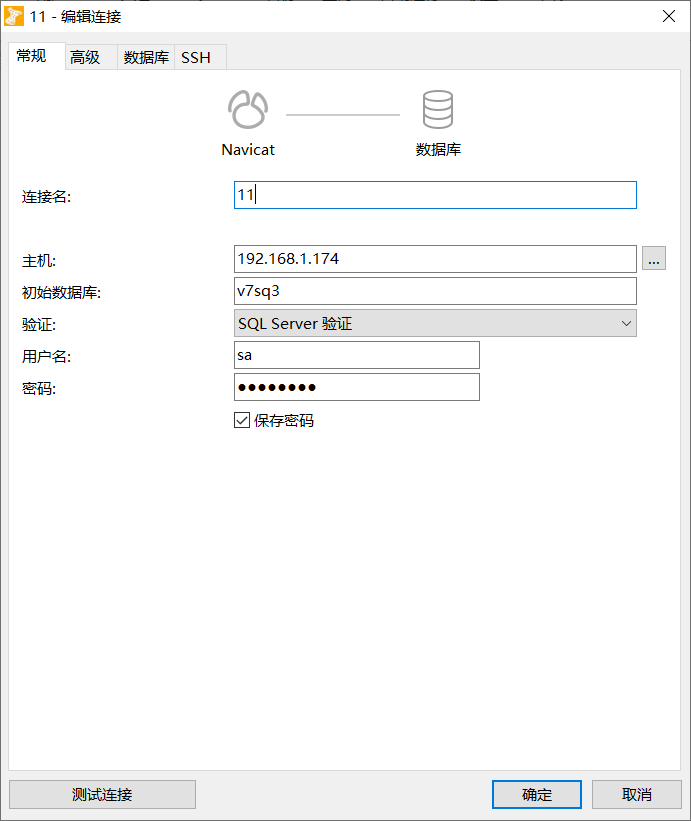 11 - 编辑连接
常规 高级 数据库 SSH
Navicat 数据库
连接名: 11
主机: 192.168.1.174 ...
初始数据库: v7sq3
验证: SQL Server 验证
用户名: sa
密码: ●●●●●●●●
保存密码
测试连接 确定 取消